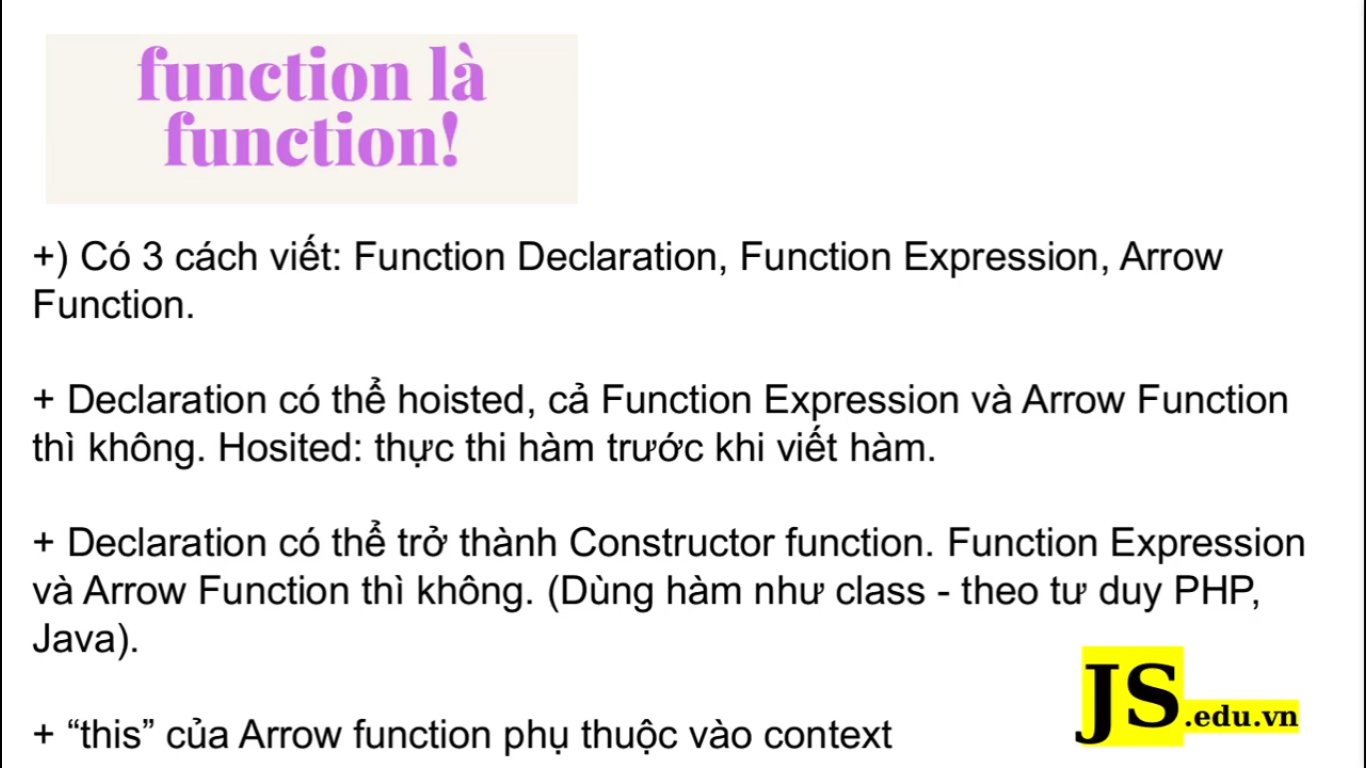 function là
function!
+) Có 3 cách viết: Function Declaration, Function Expression, Arrow
Function.
+ Declaration có thể hoisted, cả Function Expression và Arrow Function
thì không. Hosited: thực thi hàm trước khi viết hàm.
+ Declaration có thể trở thành Constructor function. Function Expression
và Arrow Function thì không. (Dùng hàm như class - theo tư duy PHP,
Java).
+ “this” của Arrow function phụ thuộc vào context
JS.edu.vn